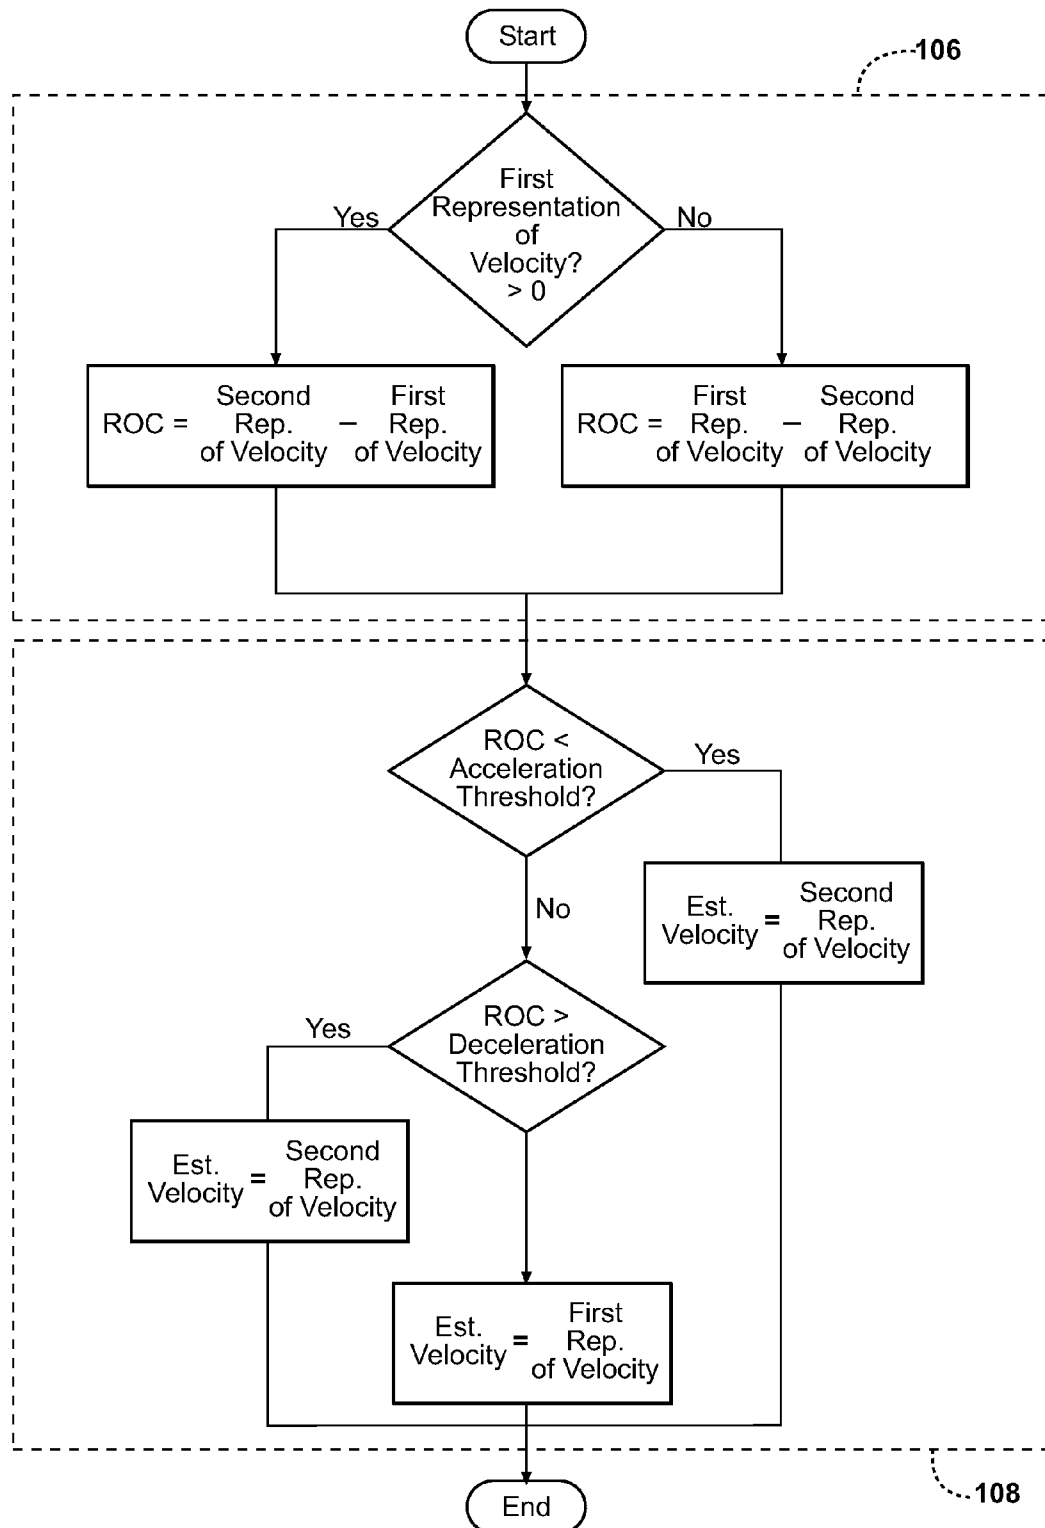 Start
106
First
Representation
of
Velocity?
> 0
Yes
No
ROC = Second Rep. of Velocity – First Rep. of Velocity
ROC = First Rep. of Velocity – Second Rep. of Velocity
ROC <
Acceleration
Threshold?
Yes
No
Est. Velocity = Second Rep. of Velocity
ROC >
Deceleration
Threshold?
Yes
Est. Velocity = Second Rep. of Velocity
Est. Velocity = First Rep. of Velocity
108
End